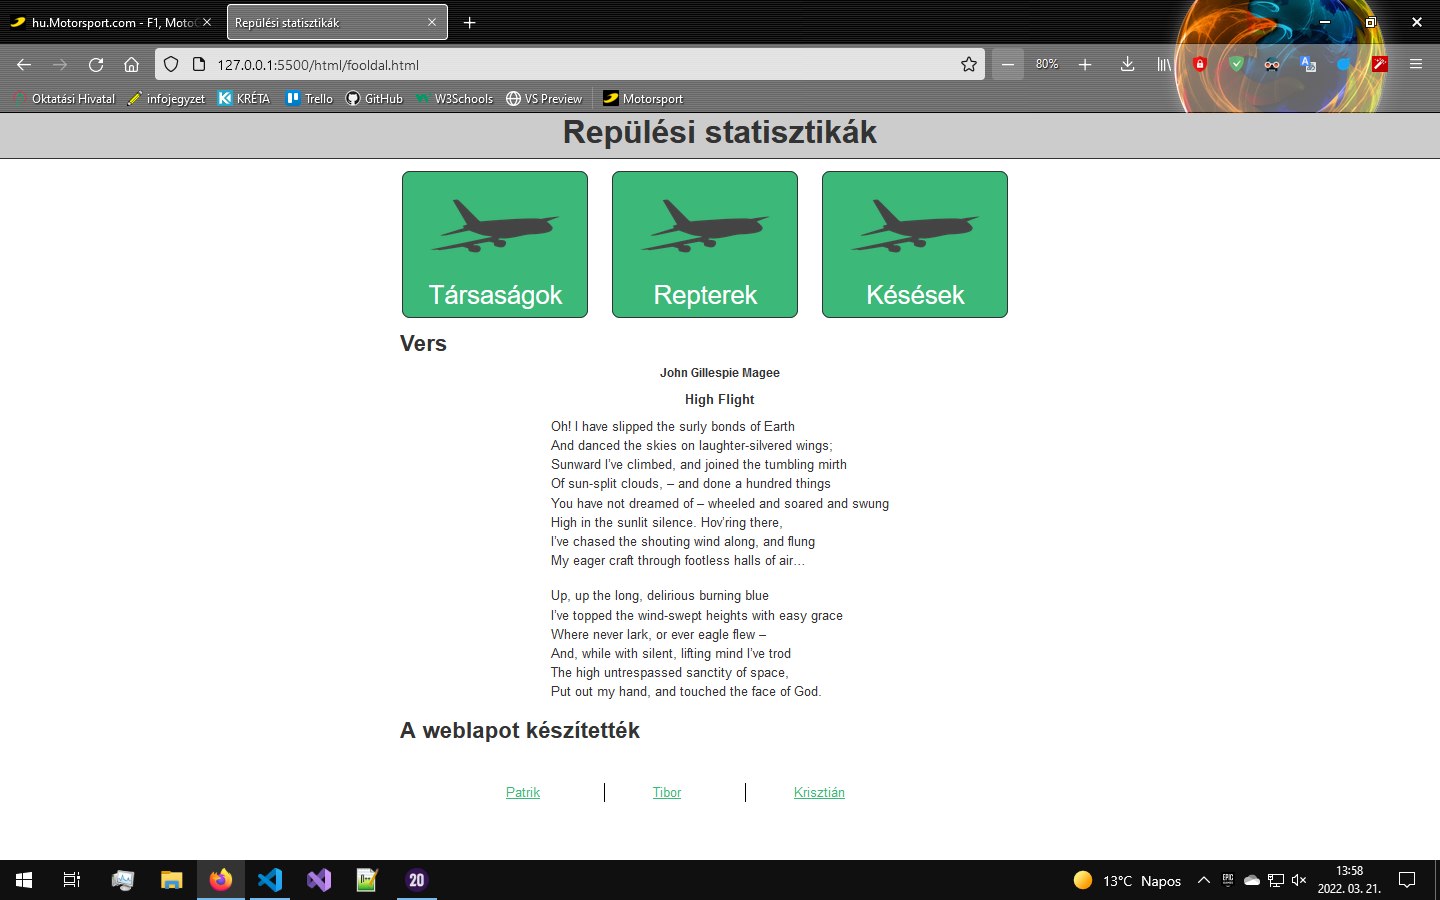 hu.Motorsport.com - F1, Moto
Repülési statisztikák
127.0.0.1:5500/html/fooldal.html
80%
Oktatási Hivatal
infojegyzet
KRÉTA
Trello
GitHub
W3Schools
VS Preview
Motorsport
Repülési statisztikák
Társaságok
Repterek
Késések
Vers
John Gillespie Magee
High Flight
Oh! I have slipped the surly bonds of Earth
And danced the skies on laughter-silvered wings;
Sunward I’ve climbed, and joined the tumbling mirth
Of sun-split clouds, – and done a hundred things
You have not dreamed of – wheeled and soared and swung
High in the sunlit silence. Hov’ring there,
I’ve chased the shouting wind along, and flung
My eager craft through footless halls of air…
Up, up the long, delirious burning blue
I’ve topped the wind-swept heights with easy grace
Where never lark, or ever eagle flew –
And, while with silent, lifting mind I’ve trod
The high untrespassed sanctity of space,
Put out my hand, and touched the face of God.
A weblapot készítették
Patrik
Tibor
Krisztián
20
13°C Napos
EPIC
13:58
2022. 03. 21.